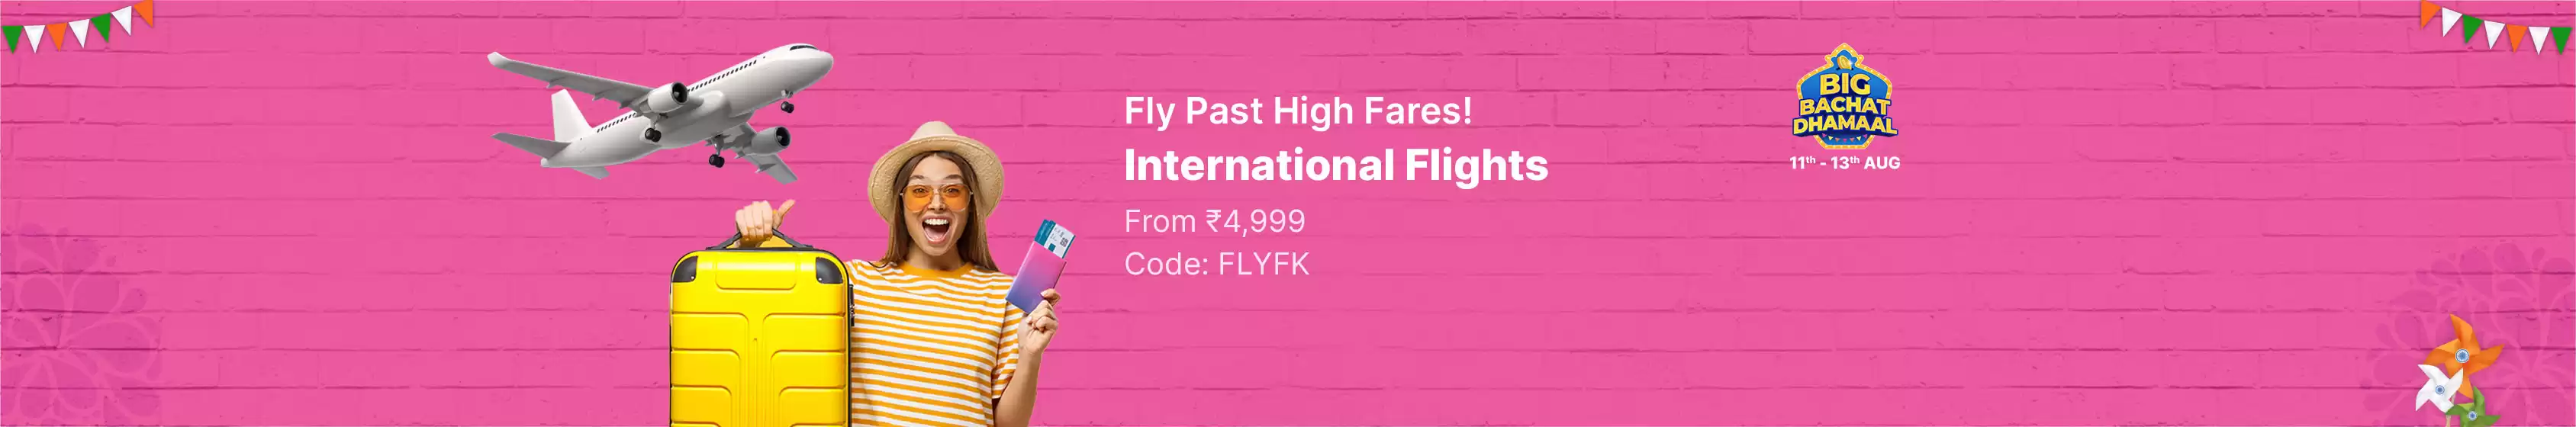 Fly Past High Fares!
International Flights
From ₹4,999
Code: FLYFK
BIG
BACHAT
DHAMAAL
11th - 13th AUG